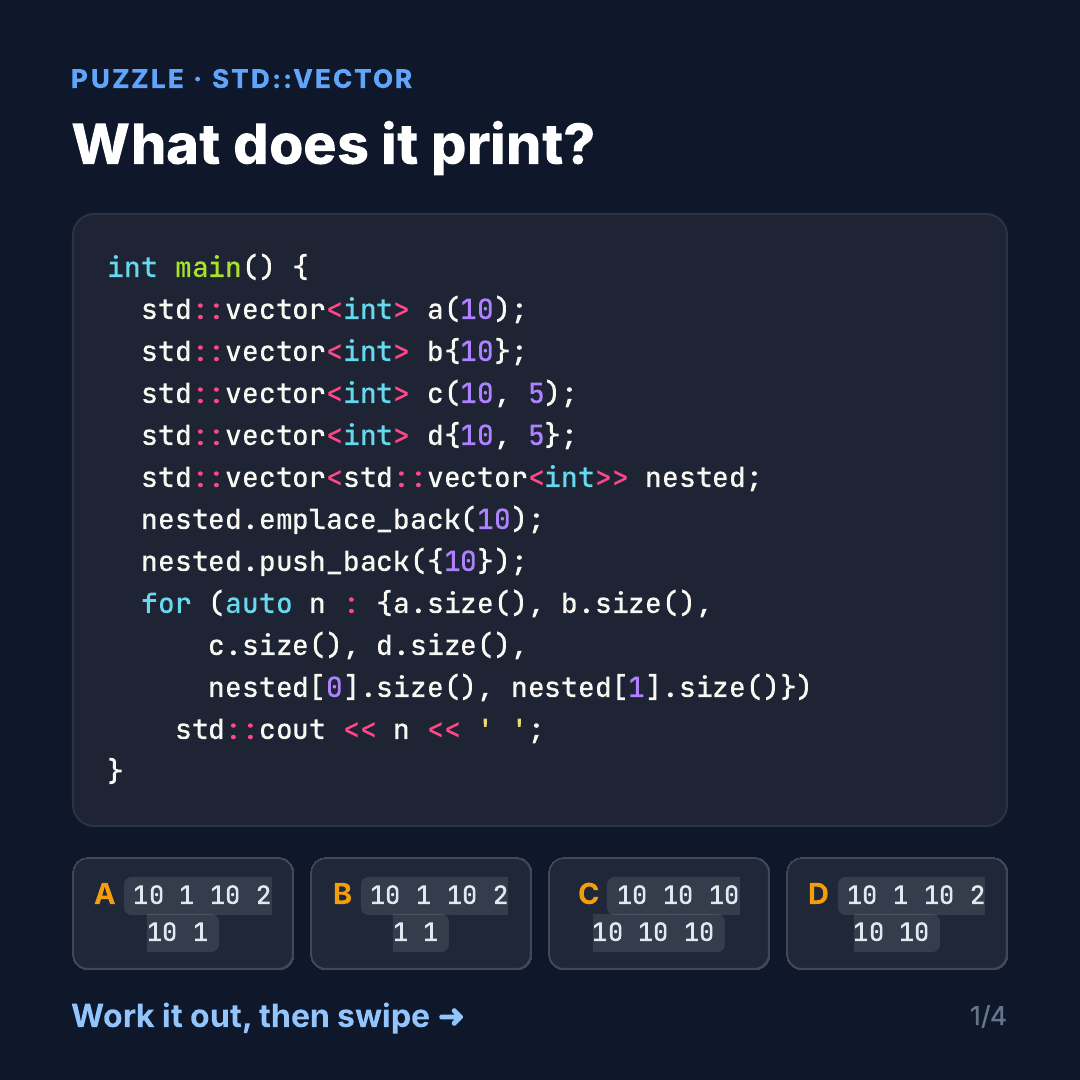 PUZZLE · STD::VECTOR
What does it print?
int main() {
  std::vector<int> a(10);
  std::vector<int> b{10};
  std::vector<int> c(10, 5);
  std::vector<int> d{10, 5};
  std::vector<std::vector<int>> nested;
  nested.emplace_back(10);
  nested.push_back({10});
  for (auto n : {a.size(), b.size(),
      c.size(), d.size(),
      nested[0].size(), nested[1].size()})
    std::cout << n << ' ';
}
A 10 1 10 2
10 1
B 10 1 10 2
1 1
C 10 10 10
10 10 10
D 10 1 10 2
10 10
Work it out, then swipe ➜
1/4